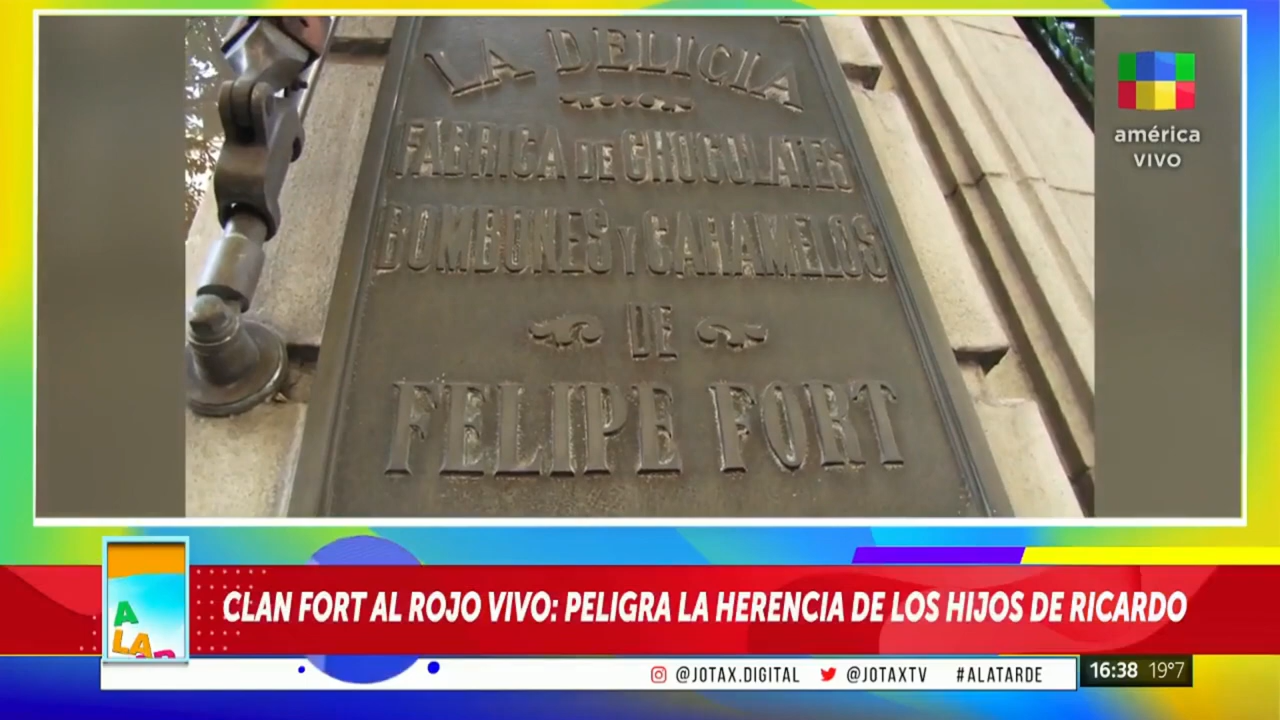 LA DELICIA
FABRICA DE CHOCOLATES
BOMBONES Y CARAMELOS
DE
FELIPE FORT
américa
VIVO
A
LA
CLAN FORT AL ROJO VIVO: PELIGRA LA HERENCIA DE LOS HIJOS DE RICARDO
@JOTAX.DIGITAL @JOTAXTV #ALATARDE
16:38 19°7